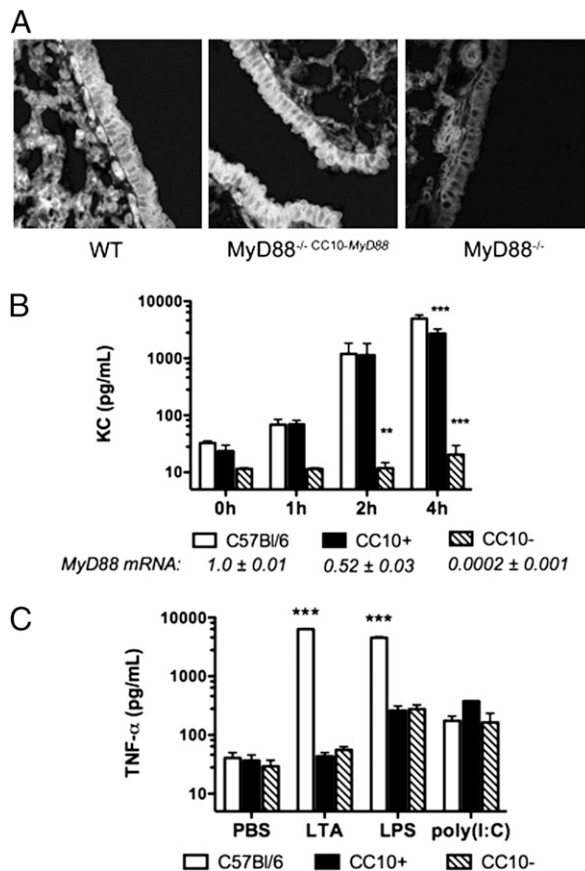 A
WT MyD88-/- CC10-MyD88 MyD88-/-
B
KC (pg/mL)
10000
1000
100
10
***
**
***
0h 1h 2h 4h
C57Bl/6 CC10+ CC10-
MyD88 mRNA: 1.0 ± 0.01 0.52 ± 0.03 0.0002 ± 0.001
C
TNF-α (pg/mL)
10000
1000
100
10
*** ***
PBS LTA LPS poly(I:C)
C57Bl/6 CC10+ CC10-